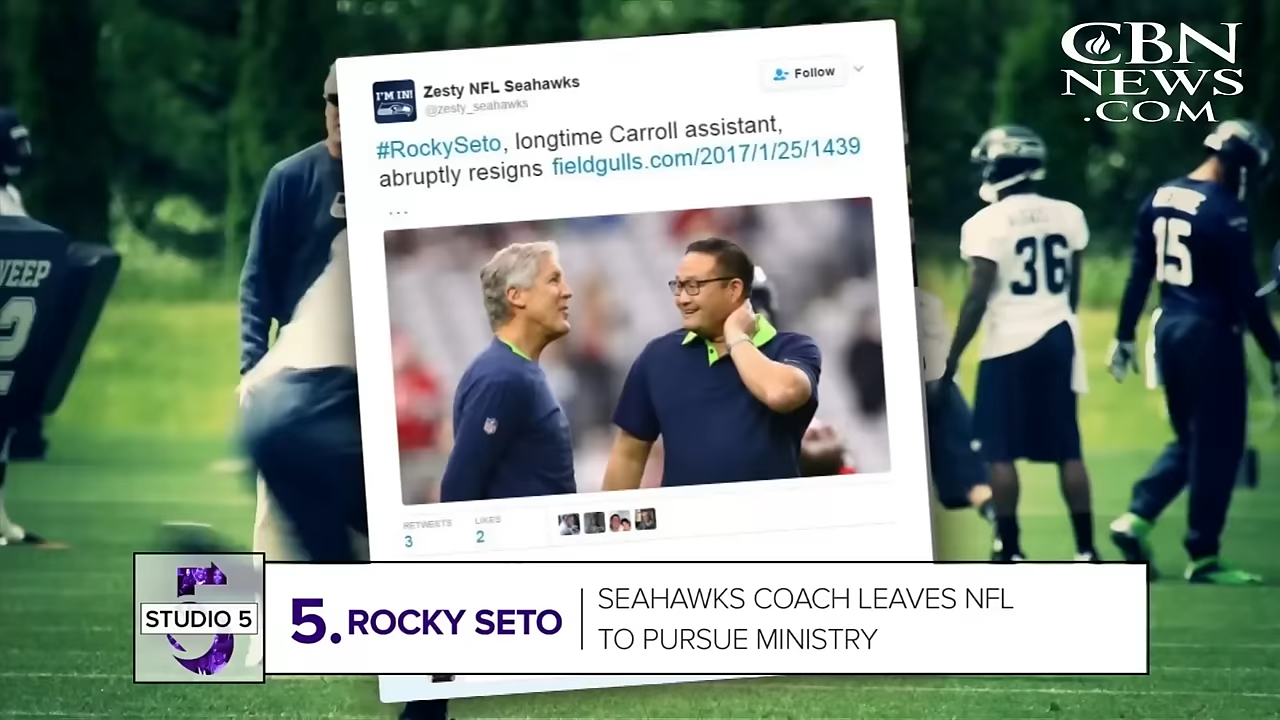 CBN
NEWS
.COM
I'M IN!
Zesty NFL Seahawks
@zesty_seahawks
Follow
#RockySeto, longtime Carroll assistant,
abruptly resigns fieldgulls.com/2017/1/25/1439
...
RETWEETS
3
LIKES
2
36
15
STUDIO 5
5. ROCKY SETO
SEAHAWKS COACH LEAVES NFL
TO PURSUE MINISTRY